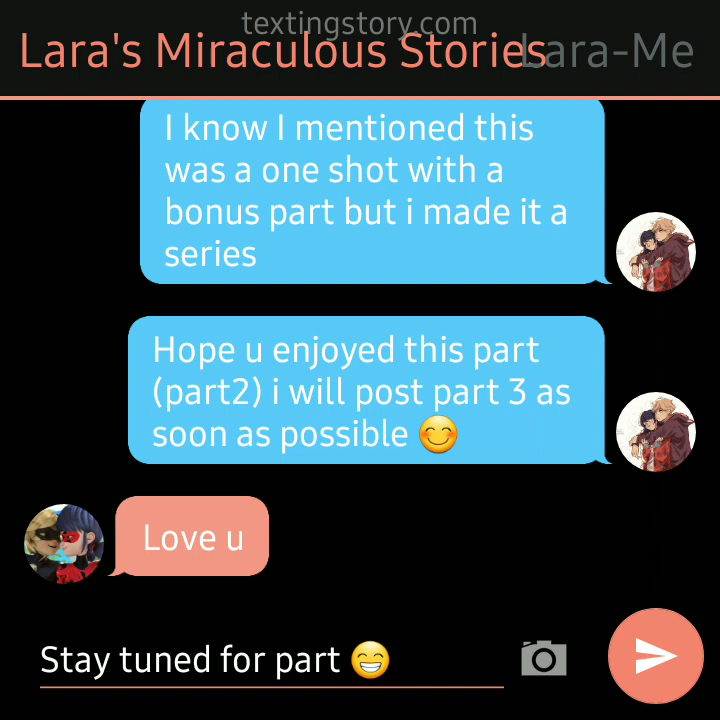 textingstory.com
Lara's Miraculous Stories
Lara-Me
I know I mentioned this
was a one shot with a
bonus part but i made it a
series
Hope u enjoyed this part
(part2) i will post part 3 as
soon as possible 😊
Love u
Stay tuned for part 😁